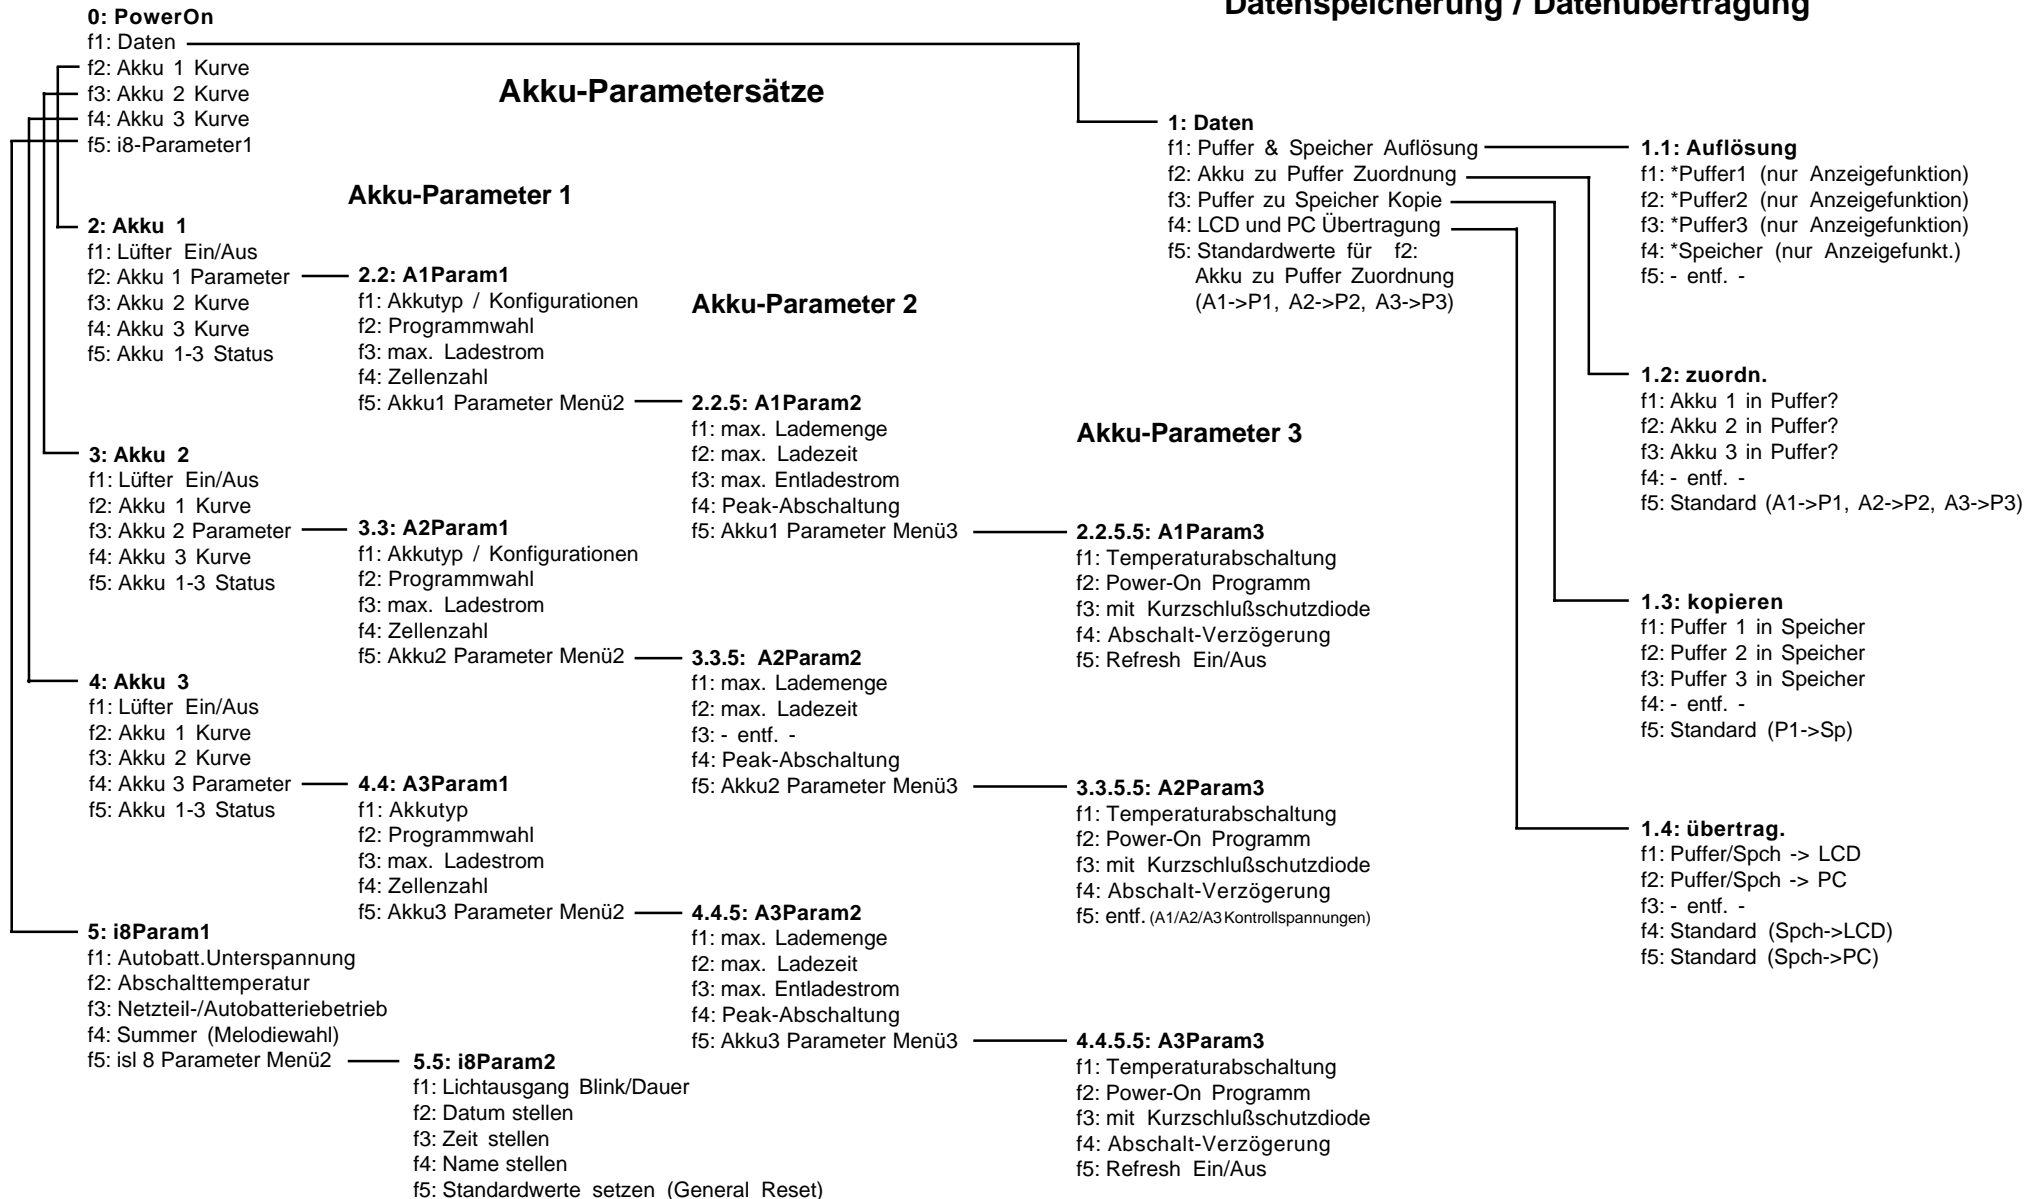 Datenspeicherung / Datenübertragung
0: PowerOn
f1: Daten
f2: Akku 1 Kurve
f3: Akku 2 Kurve
f4: Akku 3 Kurve
f5: i8-Parameter1
Akku-Parametersätze
Akku-Parameter 1
2: Akku 1
f1: Lüfter Ein/Aus
f2: Akku 1 Parameter
f3: Akku 2 Kurve
f4: Akku 3 Kurve
f5: Akku 1-3 Status
2.2: A1Param1
f1: Akkutyp / Konfigurationen
f2: Programmwahl
f3: max. Ladestrom
f4: Zellenzahl
f5: Akku1 Parameter Menü2
Akku-Parameter 2
2.2.5: A1Param2
f1: max. Lademenge
f2: max. Ladezeit
f3: max. Entladestrom
f4: Peak-Abschaltung
f5: Akku1 Parameter Menü3
Akku-Parameter 3
2.2.5.5: A1Param3
f1: Temperaturabschaltung
f2: Power-On Programm
f3: mit Kurzschlußschutzdiode
f4: Abschalt-Verzögerung
f5: Refresh Ein/Aus
3: Akku 2
f1: Lüfter Ein/Aus
f2: Akku 1 Kurve
f3: Akku 2 Parameter
f4: Akku 3 Kurve
f5: Akku 1-3 Status
3.3: A2Param1
f1: Akkutyp / Konfigurationen
f2: Programmwahl
f3: max. Ladestrom
f4: Zellenzahl
f5: Akku2 Parameter Menü2
3.3.5: A2Param2
f1: max. Lademenge
f2: max. Ladezeit
f3: - entf. -
f4: Peak-Abschaltung
f5: Akku2 Parameter Menü3
3.3.5.5: A2Param3
f1: Temperaturabschaltung
f2: Power-On Programm
f3: mit Kurzschlußschutzdiode
f4: Abschalt-Verzögerung
f5: entf. (A1/A2/A3 Kontrollspannungen)
4: Akku 3
f1: Lüfter Ein/Aus
f2: Akku 1 Kurve
f3: Akku 2 Kurve
f4: Akku 3 Parameter
f5: Akku 1-3 Status
4.4: A3Param1
f1: Akkutyp
f2: Programmwahl
f3: max. Ladestrom
f4: Zellenzahl
f5: Akku3 Parameter Menü2
4.4.5: A3Param2
f1: max. Lademenge
f2: max. Ladezeit
f3: max. Entladestrom
f4: Peak-Abschaltung
f5: Akku3 Parameter Menü3
4.4.5.5: A3Param3
f1: Temperaturabschaltung
f2: Power-On Programm
f3: mit Kurzschlußschutzdiode
f4: Abschalt-Verzögerung
f5: Refresh Ein/Aus
5: i8Param1
f1: Autobatt.Unterspannung
f2: Abschalttemperatur
f3: Netzteil-/Autobatteriebetrieb
f4: Summer (Melodiewahl)
f5: isl 8 Parameter Menü2
5.5: i8Param2
f1: Lichtausgang Blink/Dauer
f2: Datum stellen
f3: Zeit stellen
f4: Name stellen
f5: Standardwerte setzen (General Reset)
1: Daten
f1: Puffer & Speicher Auflösung
f2: Akku zu Puffer Zuordnung
f3: Puffer zu Speicher Kopie
f4: LCD und PC Übertragung
f5: Standardwerte für f2:
Akku zu Puffer Zuordnung
(A1->P1, A2->P2, A3->P3)
1.1: Auflösung
f1: *Puffer1 (nur Anzeigefunktion)
f2: *Puffer2 (nur Anzeigefunktion)
f3: *Puffer3 (nur Anzeigefunktion)
f4: *Speicher (nur Anzeigefunkt.)
f5: - entf. -
1.2: zuordn.
f1: Akku 1 in Puffer?
f2: Akku 2 in Puffer?
f3: Akku 3 in Puffer?
f4: - entf. -
f5: Standard (A1->P1, A2->P2, A3->P3)
1.3: kopieren
f1: Puffer 1 in Speicher
f2: Puffer 2 in Speicher
f3: Puffer 3 in Speicher
f4: - entf. -
f5: Standard (P1->Sp)
1.4: übertrag.
f1: Puffer/Spch -> LCD
f2: Puffer/Spch -> PC
f3: - entf. -
f4: Standard (Spch->LCD)
f5: Standard (Spch->PC)